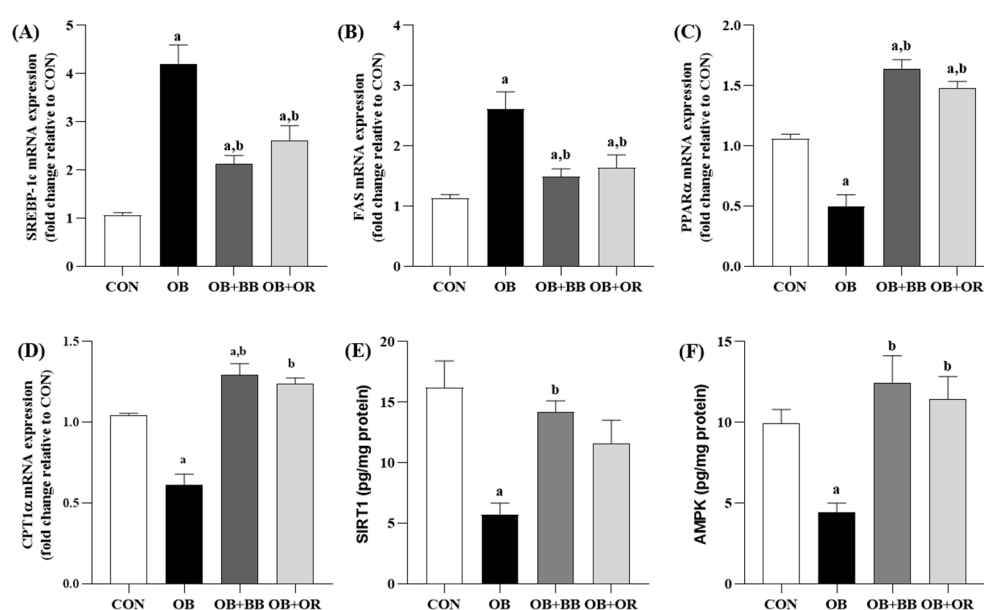 (A)
SREBP-1c mRNA expression
(fold change relative to CON)
5
4
3
2
1
0
a
a,b
a,b
CON OB OB+BB OB+OR
(B)
FAS mRNA expression
(fold change relative to CON)
4
3
2
1
0
a
a,b
a,b
CON OB OB+BB OB+OR
(C)
PPARα mRNA expression
(fold change relative to CON)
2.0
1.5
1.0
0.5
0.0
a
a,b
a,b
CON OB OB+BB OB+OR
(D)
CPT1α mRNA expression
(fold change relative to CON)
1.5
1.0
0.5
0.0
a
a,b
b
CON OB OB+BB OB+OR
(E)
SIRT1 (pg/mg protein)
20
15
10
5
0
a
b
CON OB OB+BB OB+OR
(F)
AMPK (pg/mg protein)
15
10
5
0
a
b
b
CON OB OB+BB OB+OR